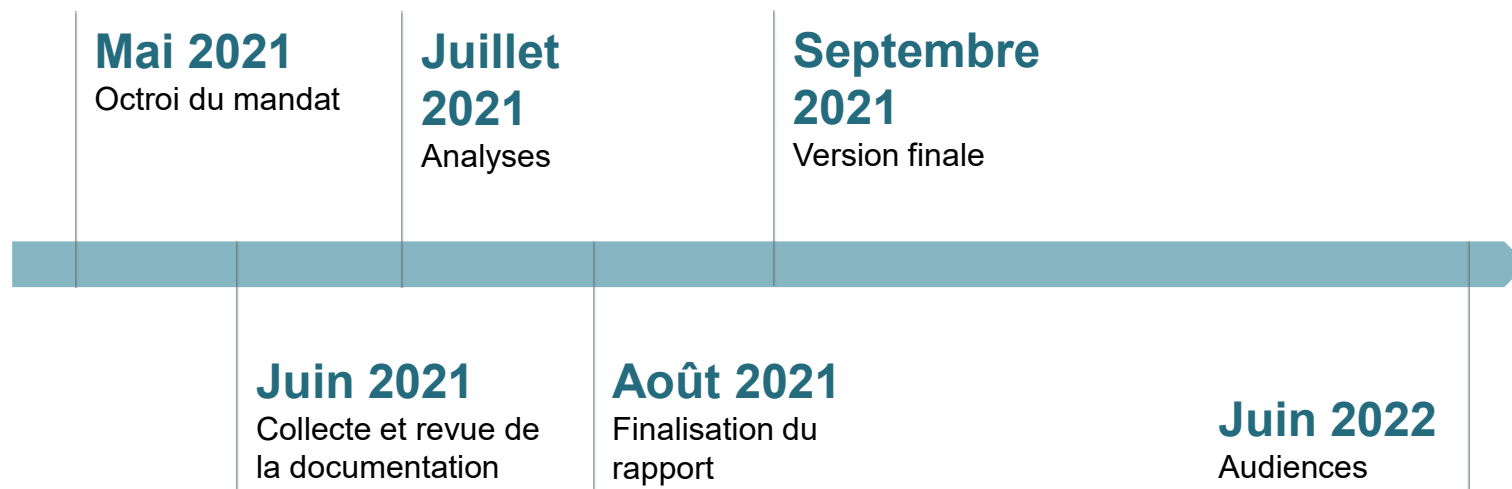 Mai 2021
Octroi du mandat
Juillet
2021
Analyses
Septembre
2021
Version finale
Juin 2021
Collecte et revue de
la documentation
Août 2021
Finalisation du
rapport
Juin 2022
Audiences